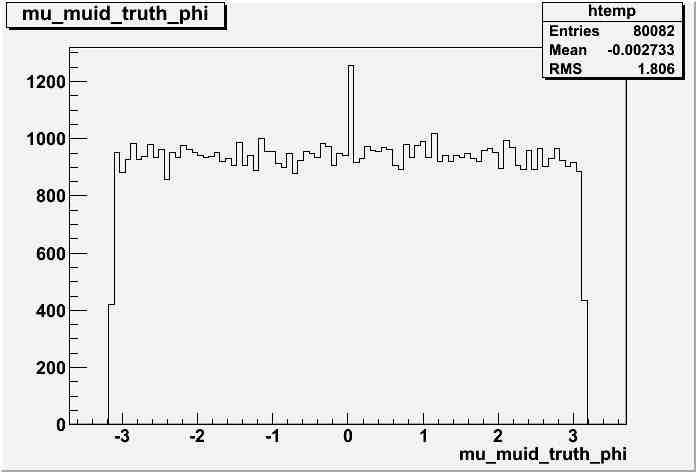 mu_muid_truth_phi
htemp
Entries 80082
Mean -0.002733
RMS 1.806
1200
1000
800
600
400
200
0
-3 -2 -1 0 1 2 3
mu_muid_truth_phi